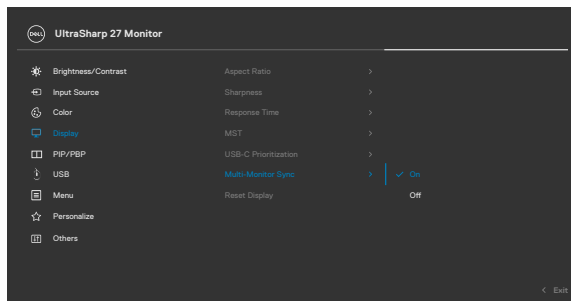 DELL UltraSharp 27 Monitor
Brightness/Contrast Aspect Ratio >
Input Source Sharpness >
Color Response Time >
Display MST >
PIP/PBP USB-C Prioritization >
USB Multi-Monitor Sync > ✓ On
Menu Reset Display Off
Personalize
Others
< Exit